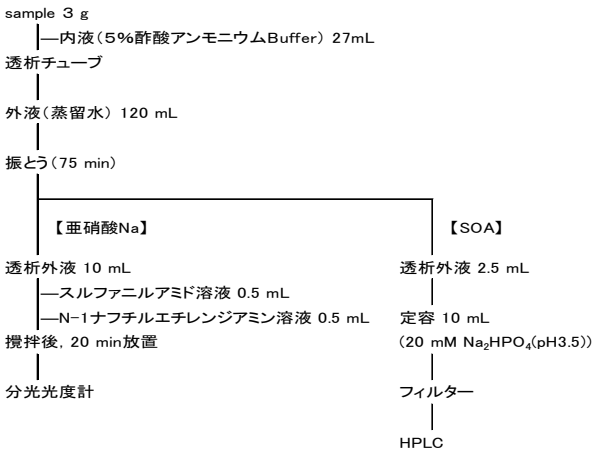 sample 3 g
内液(5%酢酸アンモニウムBuffer) 27mL
透析チューブ
外液(蒸留水) 120 mL
振とう(75 min)
【亜硝酸Na】
透析外液 10 mL
スルファニルアミド溶液 0.5 mL
N-1ナフチルエチレンジアミン溶液 0.5 mL
攪拌後, 20 min放置
分光光度計
【SOA】
透析外液 2.5 mL
定容 10 mL
(20 mM Na₂HPO₄(pH3.5))
フィルター
HPLC